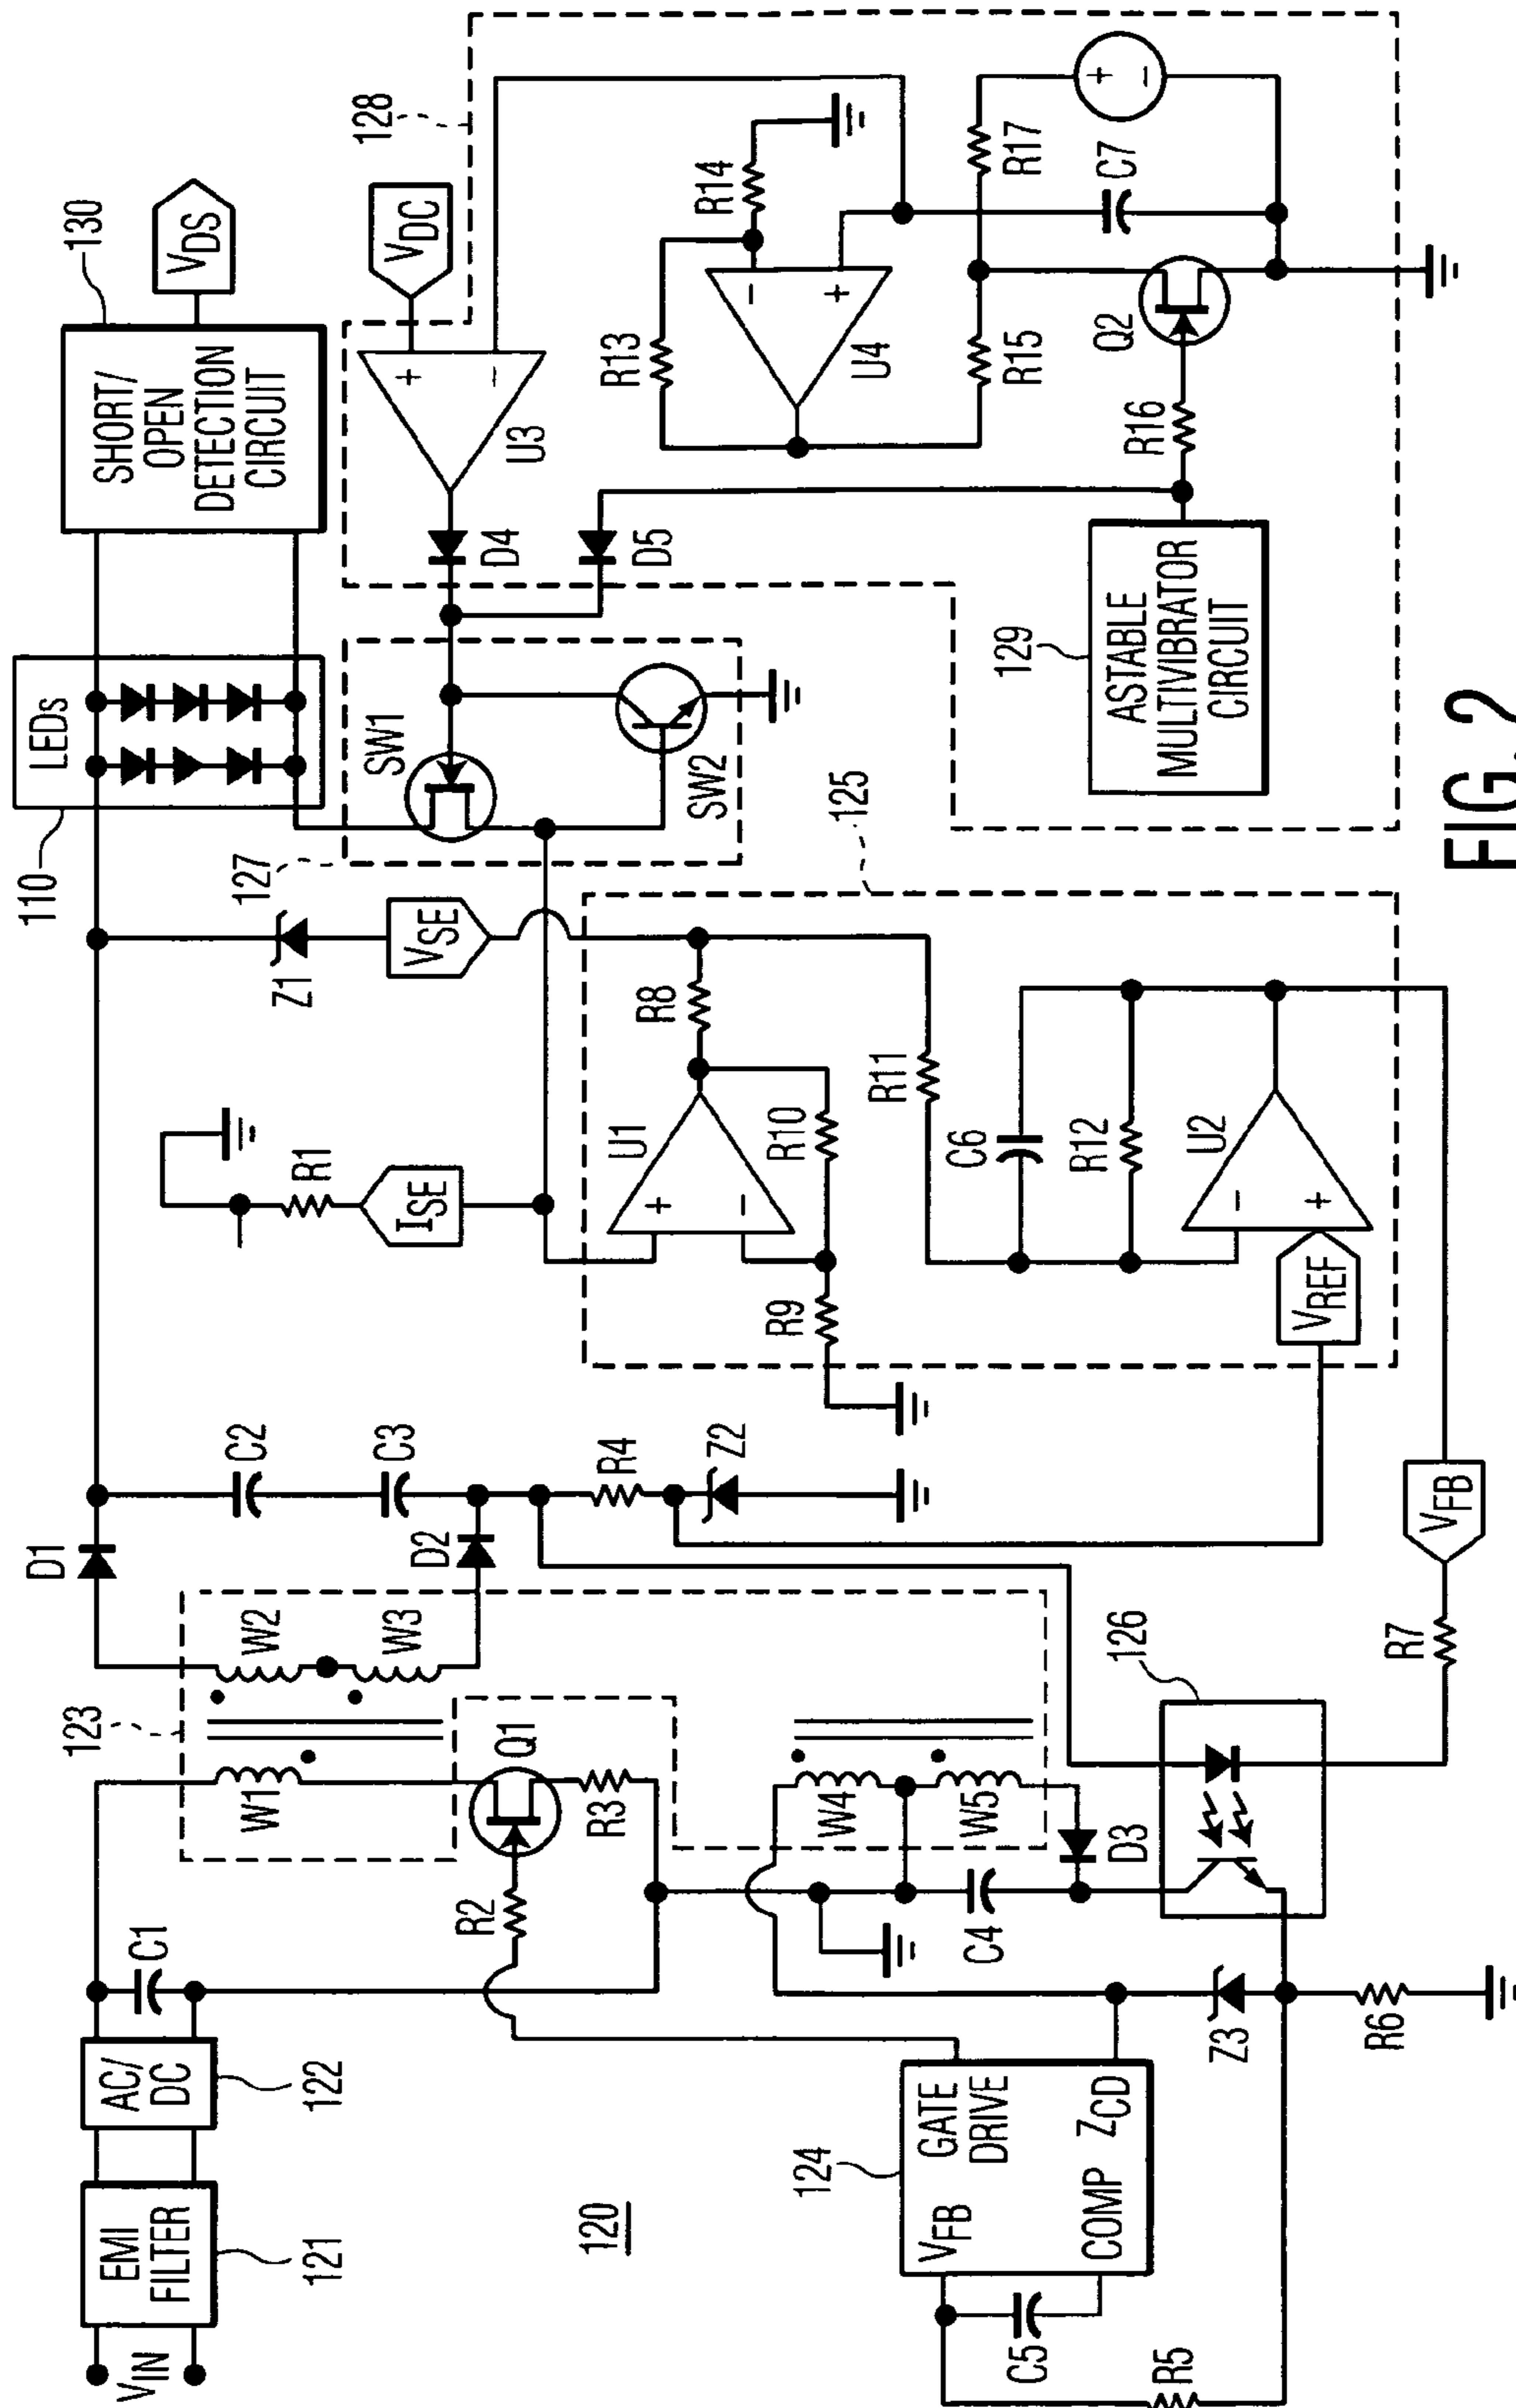 V_IN
EMI
FILTER
121
AC/
DC
122
C1
120
123
W1
W2
W3
D1
D2
C2
C3
R4
Z2
Q1
R2
R3
W4
W5
D3
C4
124
GATE
DRIVE
V_FB
COMP
Z_CD
C5
R5
Z3
R6
126
R7
V_FB
R1
I_SE
Z1
V_SE
125
U1
+
−
R8
R9
R10
R11
C6
R12
U2
−
+
V_REF
110
LEDs
127
SW1
SW2
SHORT/
OPEN
DETECTION
CIRCUIT
130
V_DS
128
V_DC
U3
+
−
D4
D5
R13
R14
U4
−
+
R15
R17
C7
+
−
Q2
R16
129
ASTABLE
MULTIVIBRATOR
CIRCUIT
FIG. 2